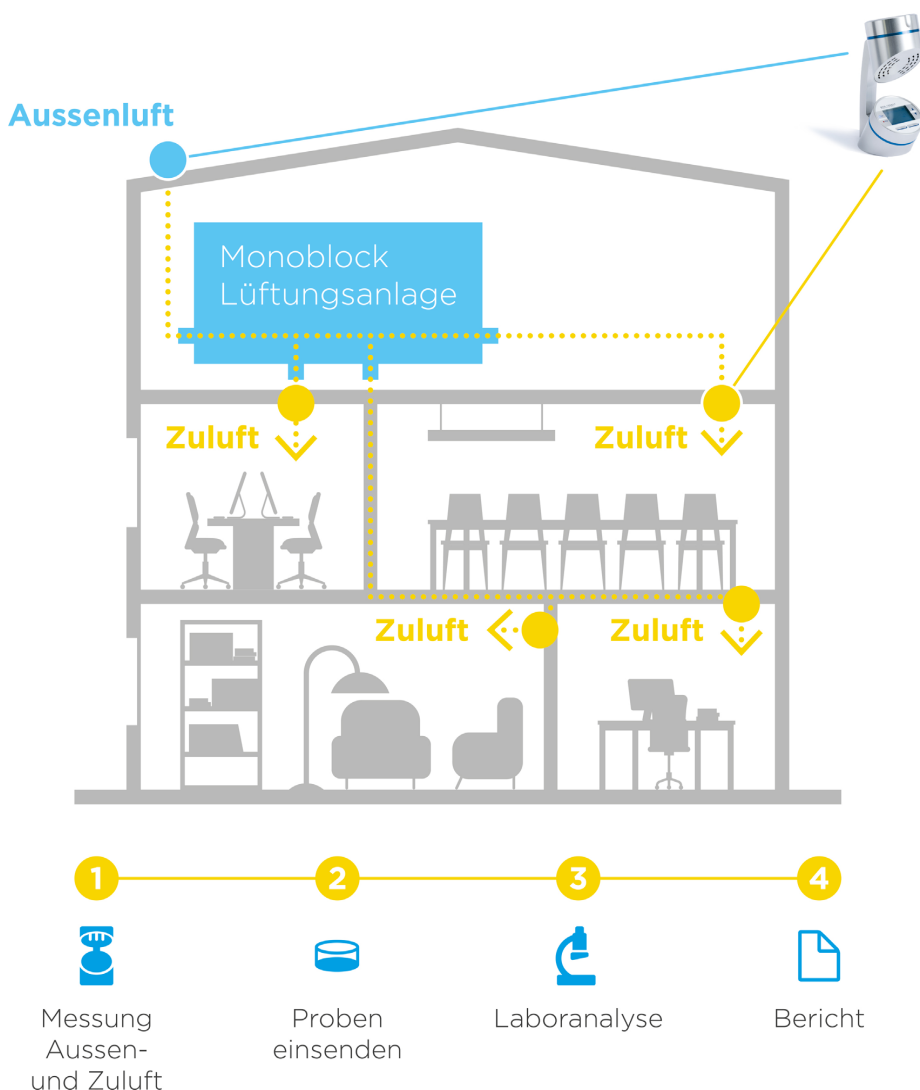 Aussenluft
Monoblock
Lüftungsanlage
Zuluft
Zuluft
Zuluft
Zuluft
1
2
3
4
Messung
Aussen-
und Zuluft
Proben
einsenden
Laboranalyse
Bericht